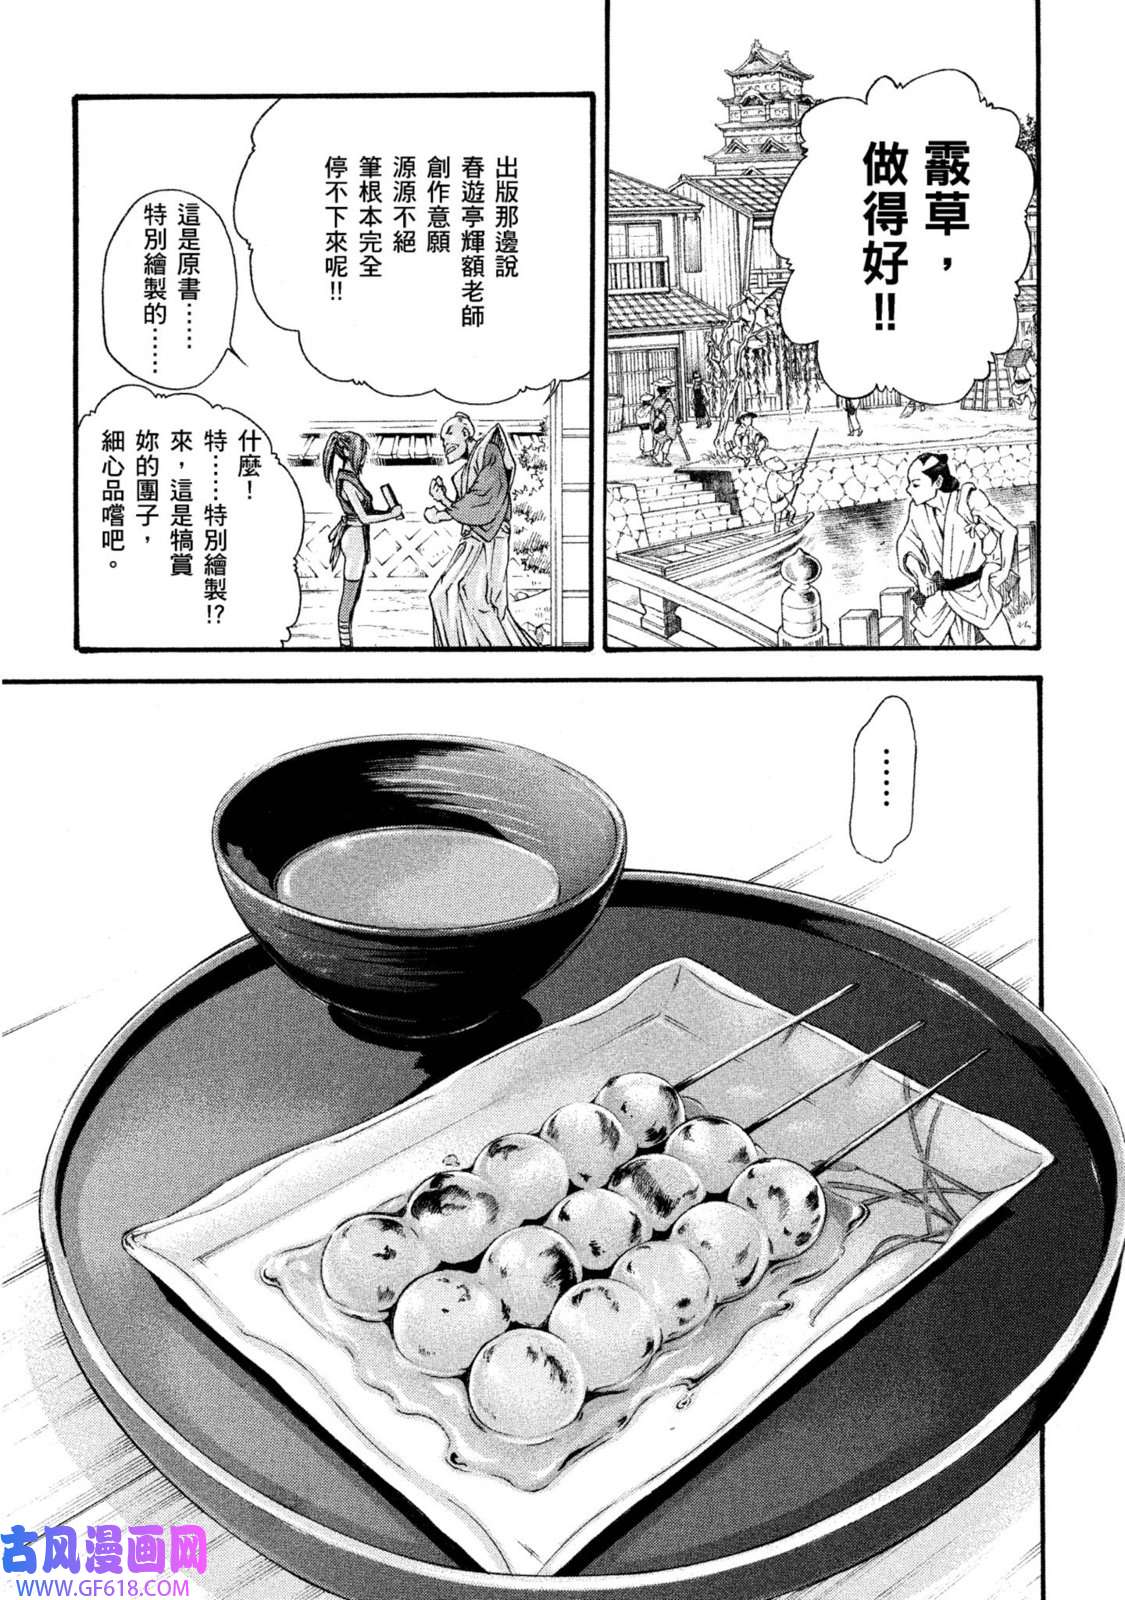 霰草，
做得好!!
出版那邊說
春遊亭輝額老師
創作意願
源源不絕
筆根本完全
停不下來呢!!
這是原書……
特別繪製的……
什麼！
特……特別繪製!?
來，這是犒賞
妳的團子，
細心品嚐吧。
……
古风漫画网
WWW.GF618.COM